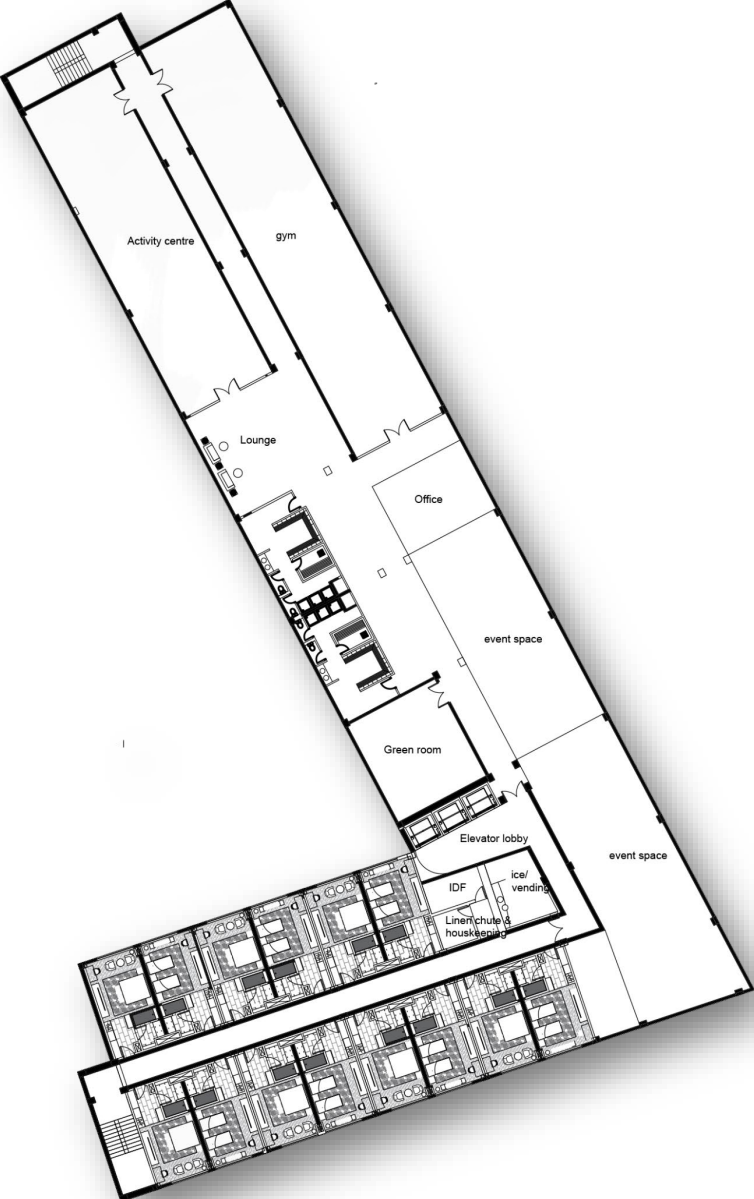 gym
Activity centre
Lounge
Office
event space
Green room
Elevator lobby
event space
ice/
vending
IDF
Linen chute &
houskeeping